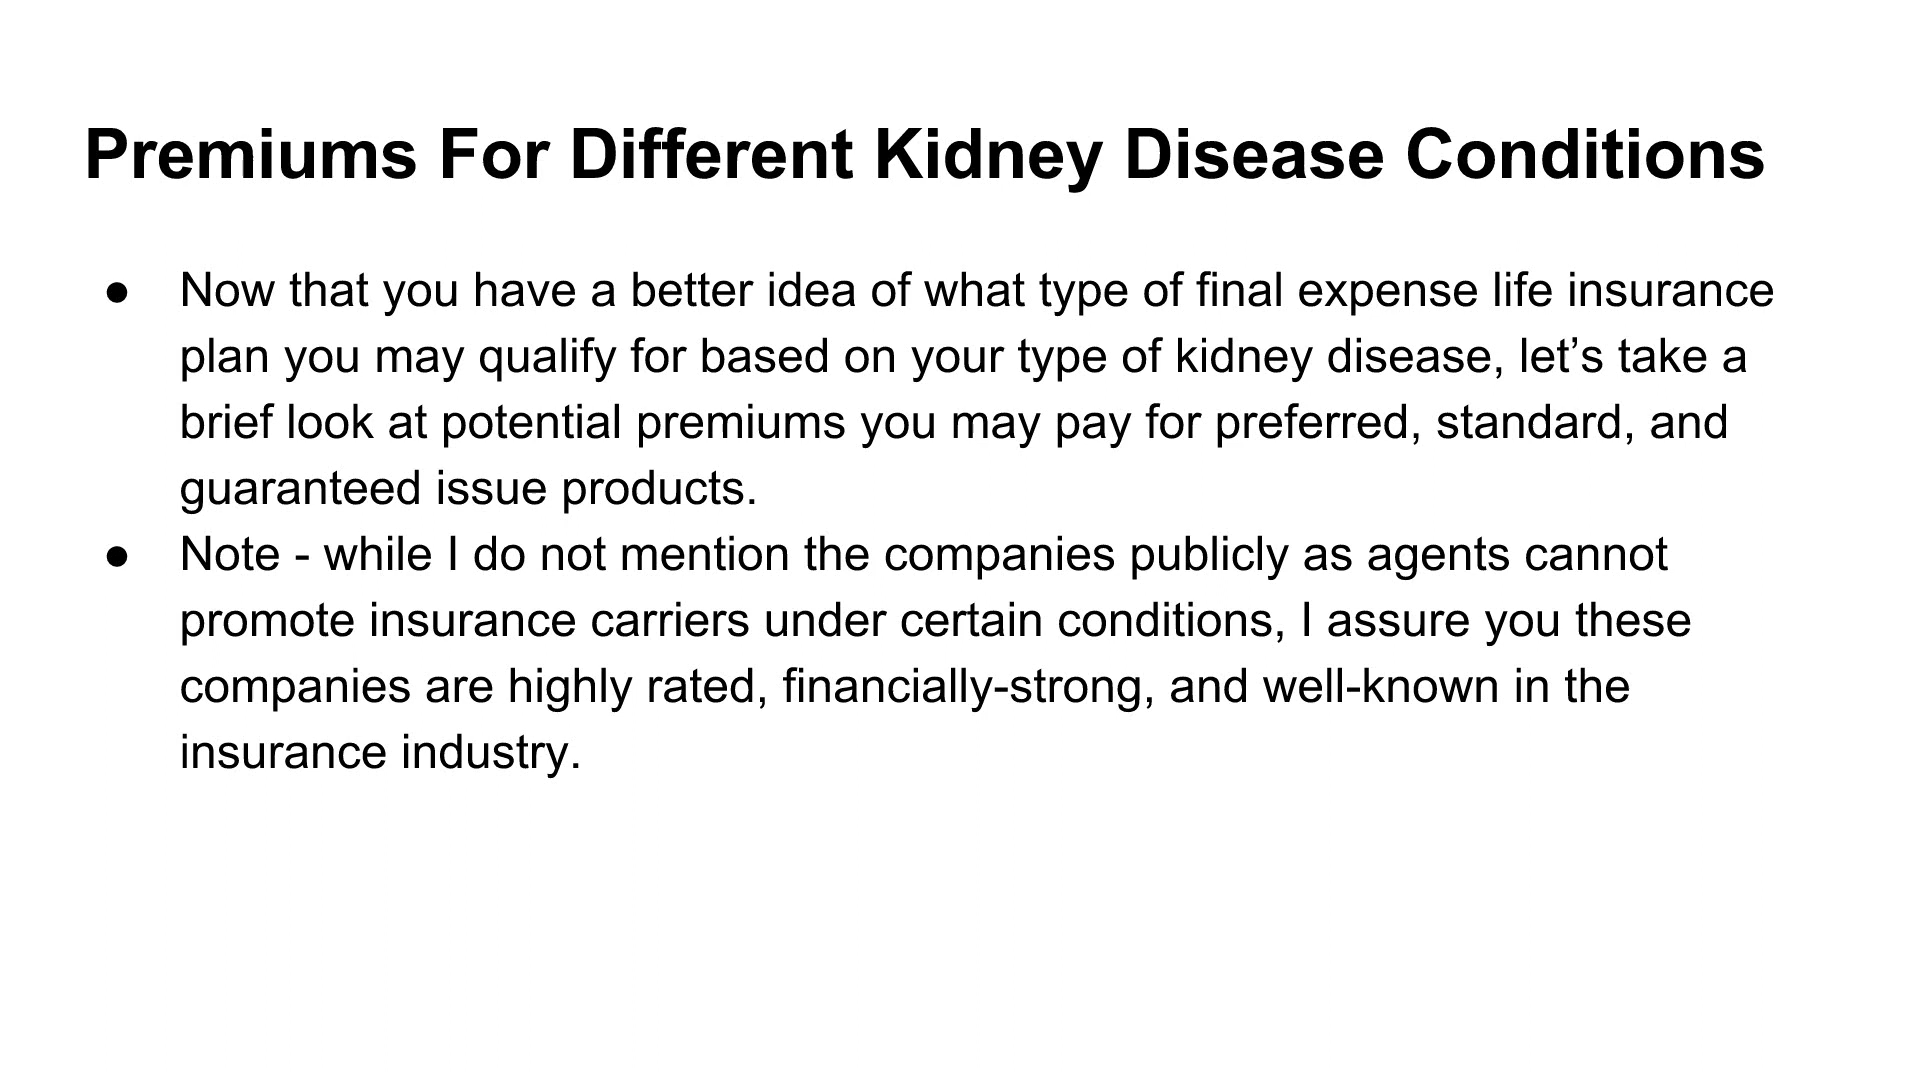 Premiums For Different Kidney Disease Conditions
● Now that you have a better idea of what type of final expense life insurance
plan you may qualify for based on your type of kidney disease, let’s take a
brief look at potential premiums you may pay for preferred, standard, and
guaranteed issue products.
● Note - while I do not mention the companies publicly as agents cannot
promote insurance carriers under certain conditions, I assure you these
companies are highly rated, financially-strong, and well-known in the
insurance industry.